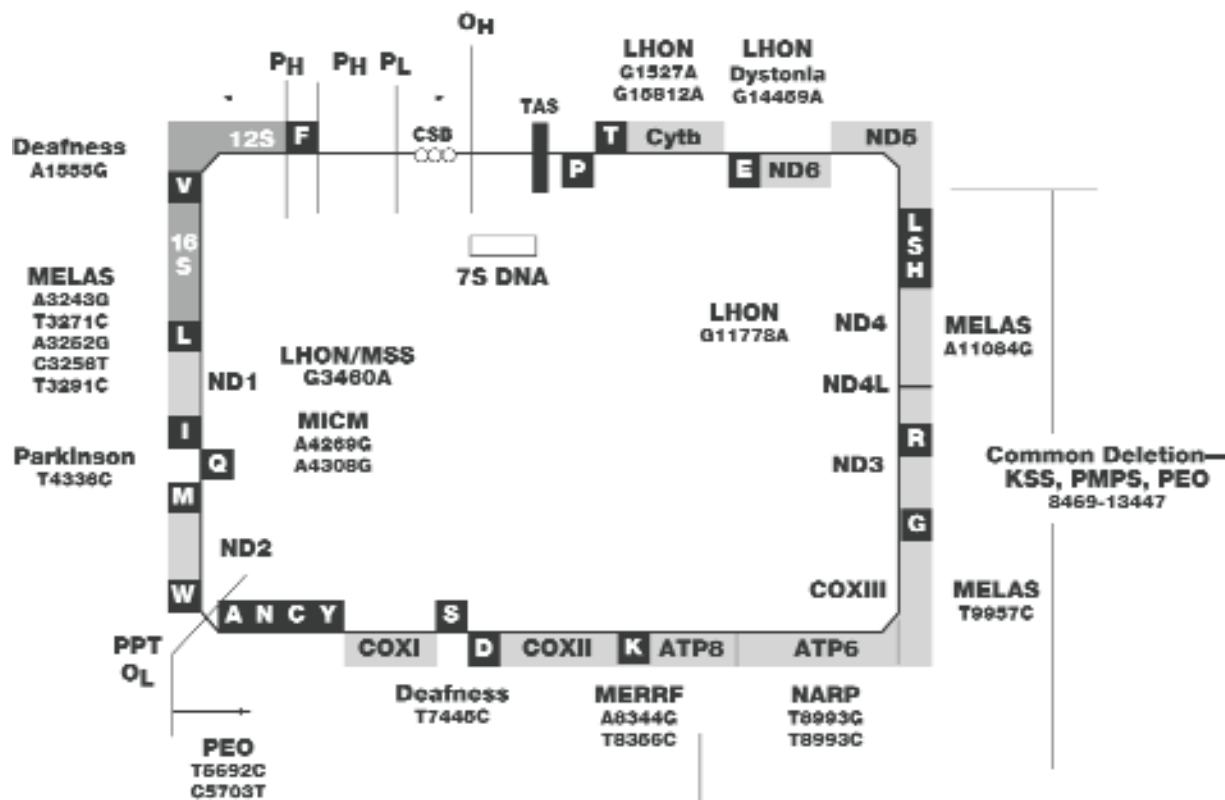 OH
PH
PH
PL
LHON
G1527A
G15812A
LHON
Dystonia
G14459A
TAS
CSB
12S
F
T
Cytb
ND5
Deafness
A1555G
P
E
ND6
V
16
S
L
S
H
7S DNA
MELAS
A3243G
T3271C
A3252G
C3256T
T3291C
L
LHON
G11778A
ND4
MELAS
A11084G
ND1
LHON/MSS
G3460A
ND4L
MICM
A4269G
A4308G
I
R
Parkinson
T4336C
Q
ND3
Common Deletion
KSS, PMPS, PEO
8469-13447
M
G
ND2
W
COXIII
MELAS
T9957C
A N C Y
S
PPT
OL
COXI
D
COXII
K
ATP8
ATP6
Deafness
T7445C
MERRF
A8344G
T8356C
NARP
T8993G
T8993C
PEO
T5692C
C5703T